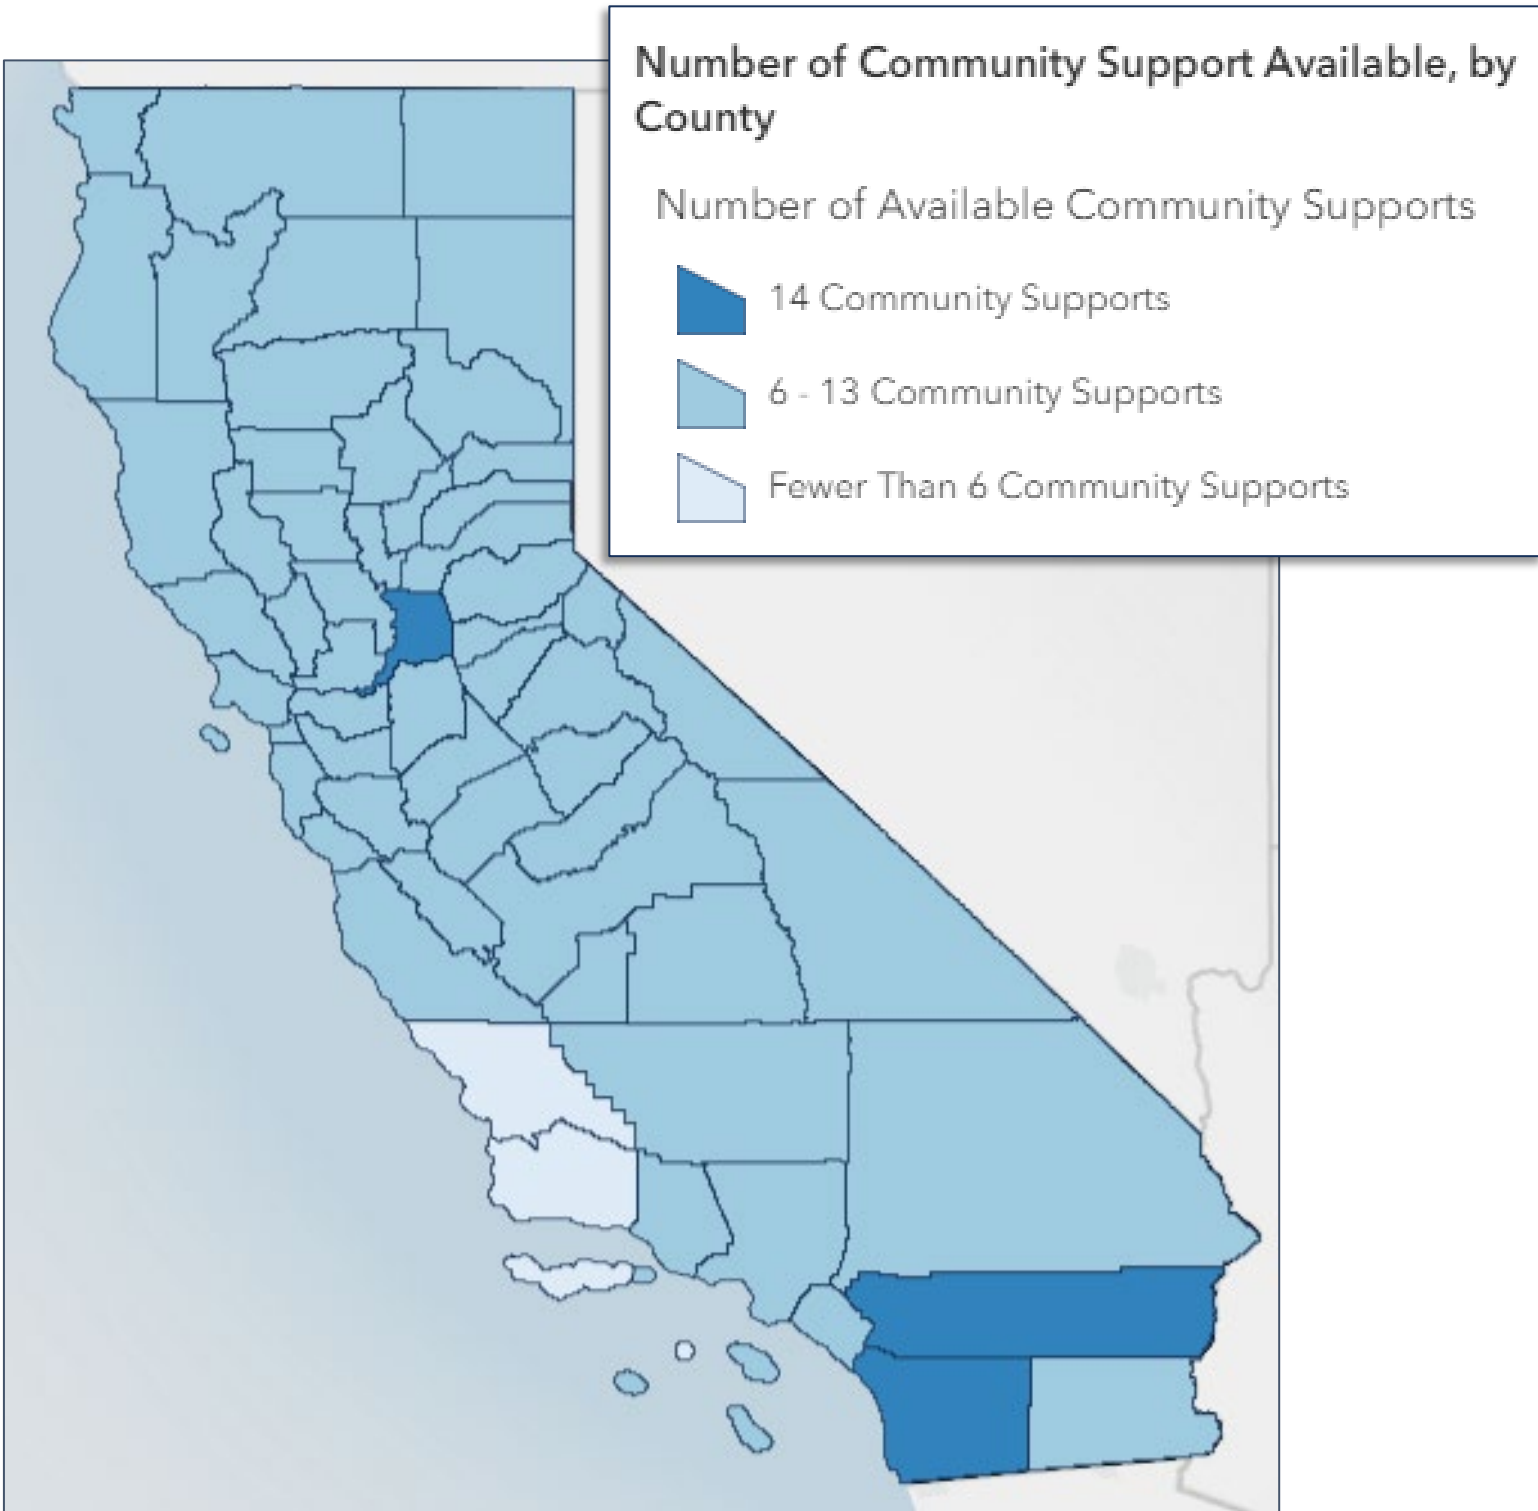 Number of Community Support Available, by
County
Number of Available Community Supports
14 Community Supports
6 - 13 Community Supports
Fewer Than 6 Community Supports